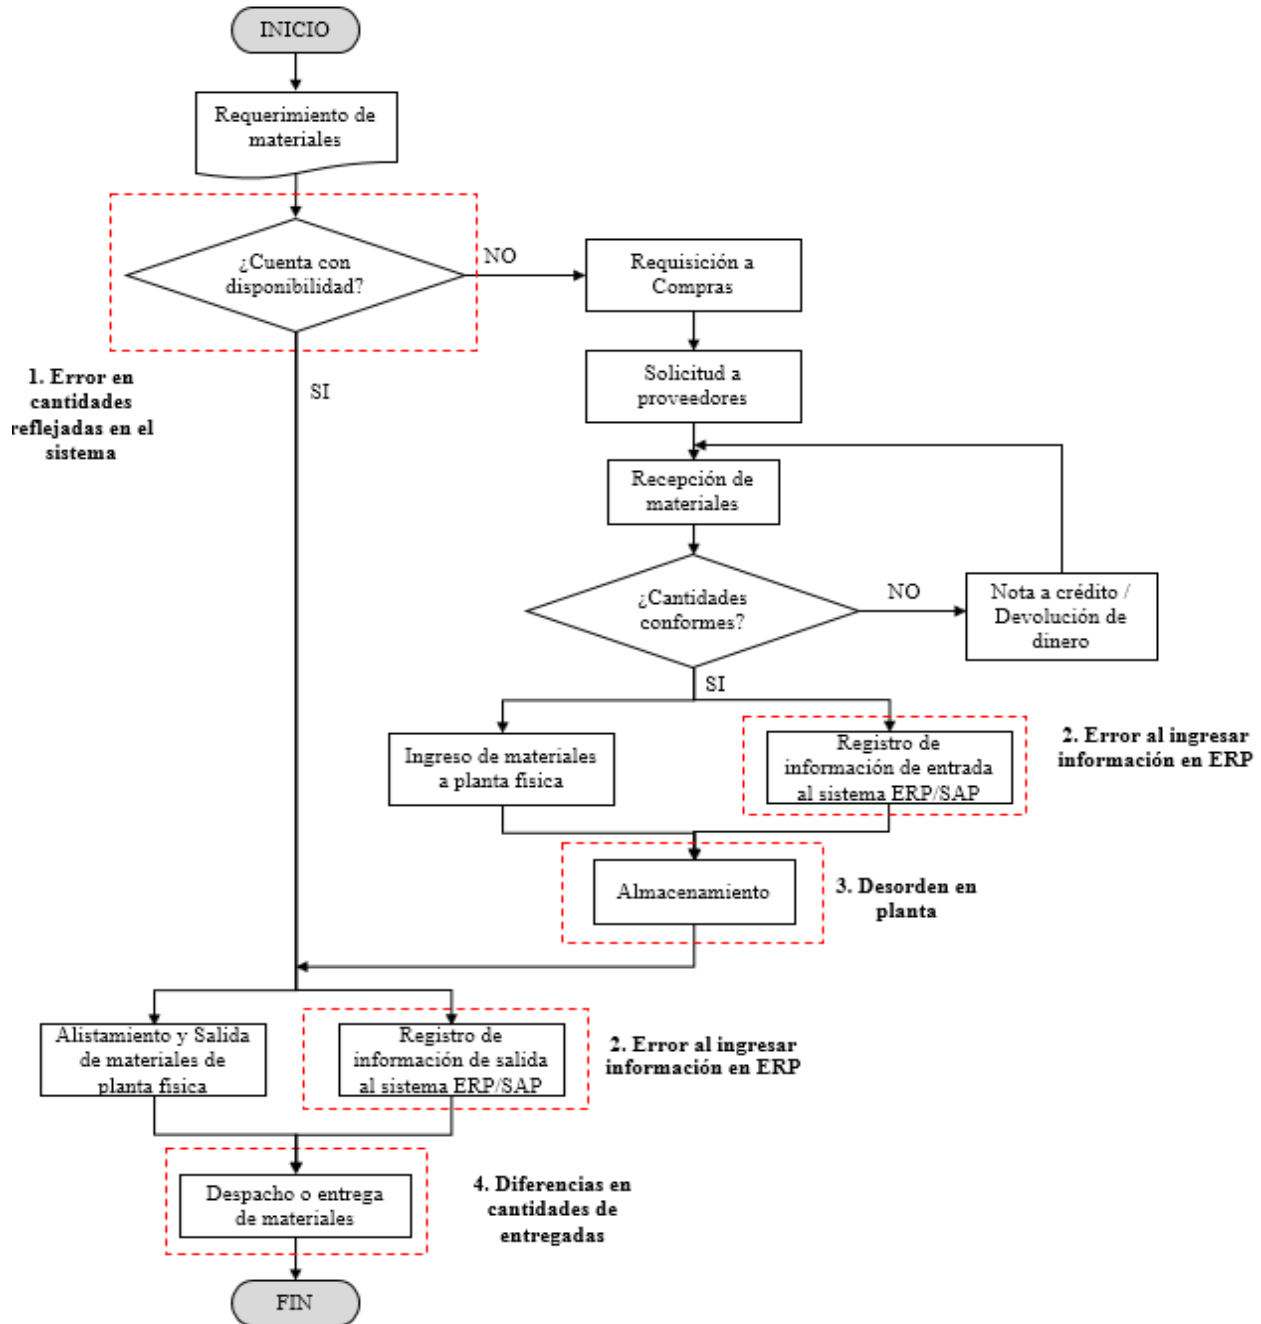 INICIO
Requerimiento de
materiales
¿Cuenta con
disponibilidad?
NO
Requisición a
Compras
1. Error en
cantidades
reflejadas en el
sistema
SI
Solicitud a
proveedores
Recepción de
materiales
¿Cantidades
conformes?
NO
Nota a crédito /
Devolución de
dinero
SI
Ingreso de materiales
a planta física
Registro de
información de entrada
al sistema ERP/SAP
2. Error al ingresar
información en ERP
Almacenamiento
3. Desorden en
planta
Alistamiento y Salida
de materiales de
planta física
Registro de
información de salida
al sistema ERP/SAP
2. Error al ingresar
información en ERP
Despacho o entrega
de materiales
4. Diferencias en
cantidades de
entregadas
FIN